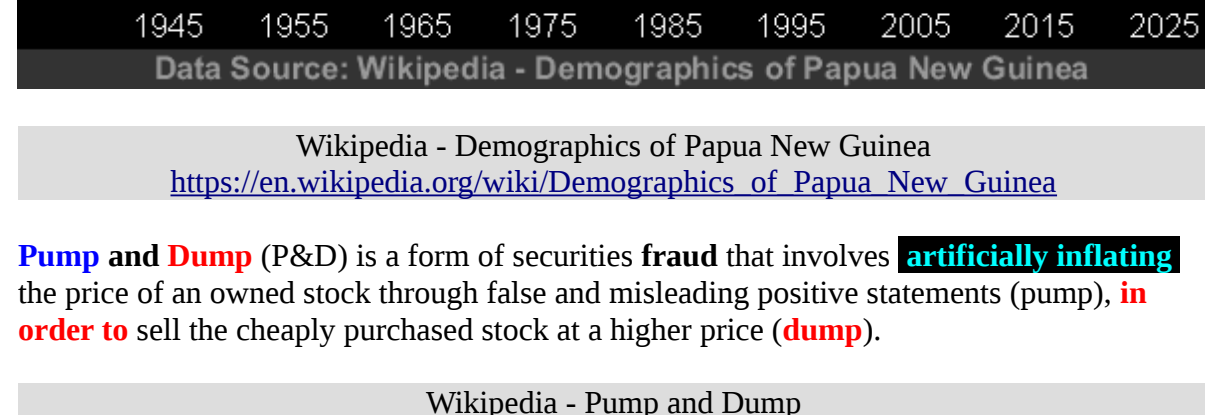 1945 1955 1965 1975 1985 1995 2005 2015 2025
Data Source: Wikipedia - Demographics of Papua New Guinea
Wikipedia - Demographics of Papua New Guinea
https://en.wikipedia.org/wiki/Demographics_of_Papua_New_Guinea
Pump and Dump (P&D) is a form of securities fraud that involves artificially inflating
the price of an owned stock through false and misleading positive statements (pump), in
order to sell the cheaply purchased stock at a higher price (dump).
Wikipedia - Pump and Dump